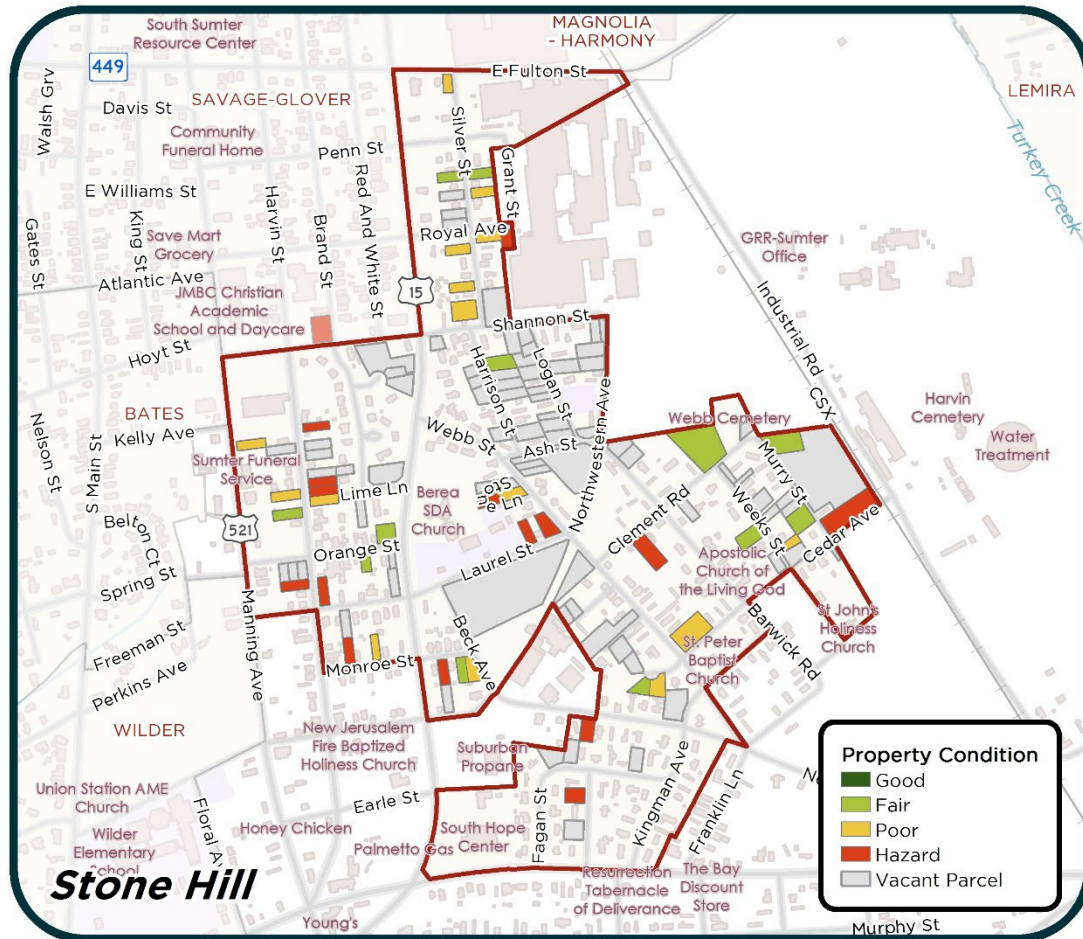 South Sumter
Resource Center
MAGNOLIA
- HARMONY
449
E Fulton St
LEMIRA
Walsh Grv
Davis St
SAVAGE-GLOVER
Community
Funeral Home
Penn St
Silver St
Grant St
Turkey Creek
E Williams St
Red And White St
Gates St
King St
Harvin St
Brand St
Save Mart
Grocery
Royal Ave
GRR-Sumter
Office
Atlantic Ave
JMBC Christian
Academic
School and Daycare
15
Industrial Rd
CSX
Shannon St
Hoyt St
Harrison St
Logan St
Nelson St
S Main St
BATES
Kelly Ave
Webb St
Ash St
Northwestern Ave
Webb Cemetery
Harvin
Cemetery
Water
Treatment
Sumter Funeral
Service
Lime Ln
Berea
SDA
Church
Stone Ln
Murry St
Weeks St
Clement Rd
Cedar Ave
Belton Ct
521
Orange St
Laurel St
Spring St
Apostolic
Church of
the Living God
Manning Ave
Freeman St
Beck Ave
Barwick Rd
St John's
Holiness
Church
Perkins Ave
Monroe St
St. Peter
Baptist
Church
WILDER
New Jerusalem
Fire Baptized
Holiness Church
Suburban
Propane
Property Condition
Good
Fair
Poor
Hazard
Vacant Parcel
Union Station AME
Church
Floral Av
Earle St
Kingman Ave
Franklin Ln
Ne
Wilder
Elementary
School
Honey Chicken
Palmetto Gas
South Hope
Center
Fagan St
Stone Hill
Resurrection
Tabernacle
of Deliverance
The Bay
Discount
Store
Young's
Murphy St